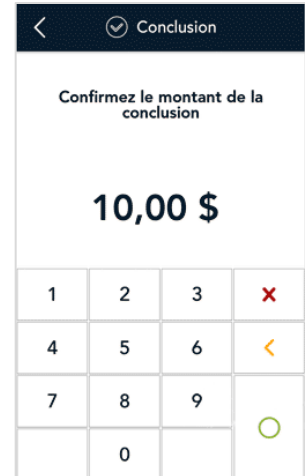 Conclusion
Confirmez le montant de la
conclusion
10,00 $
1 2 3
4 5 6
7 8 9
0